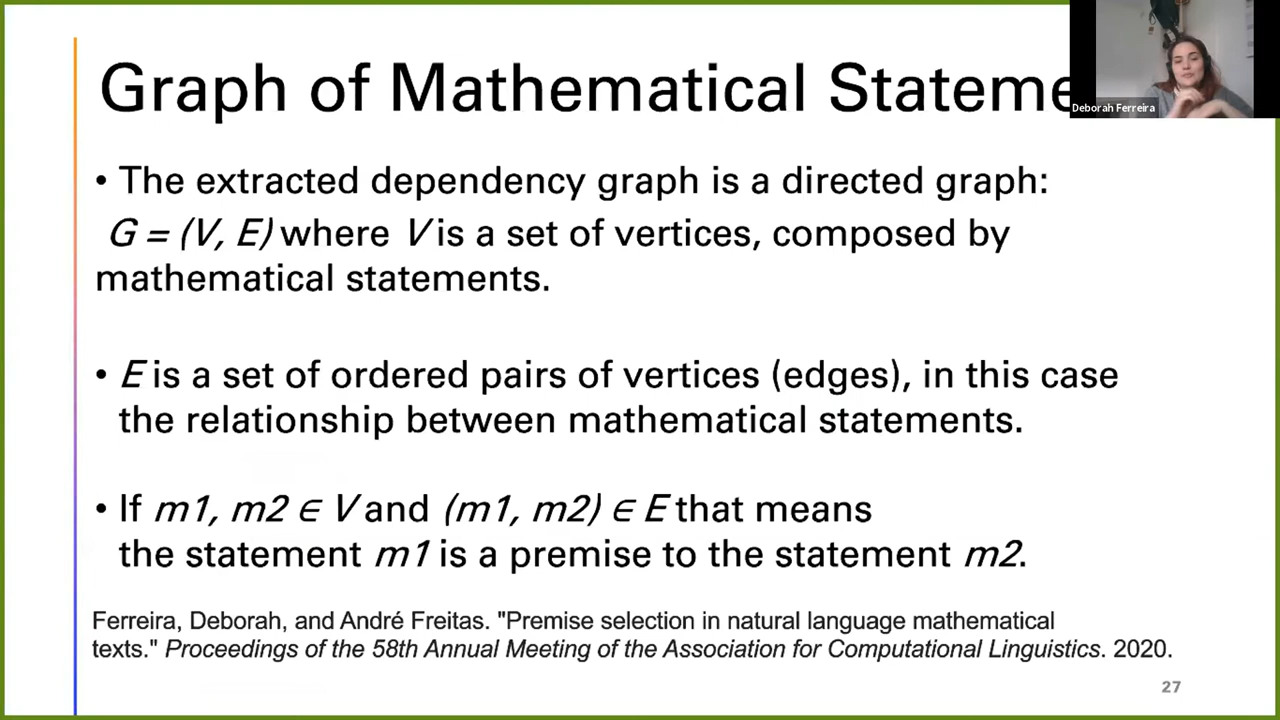 Graph of Mathematical Stateme
Deborah Ferreira
• The extracted dependency graph is a directed graph:
G = (V, E) where V is a set of vertices, composed by
mathematical statements.
• E is a set of ordered pairs of vertices (edges), in this case
the relationship between mathematical statements.
• If m1, m2 ∈ V and (m1, m2) ∈ E that means
the statement m1 is a premise to the statement m2.
Ferreira, Deborah, and André Freitas. "Premise selection in natural language mathematical
texts." Proceedings of the 58th Annual Meeting of the Association for Computational Linguistics. 2020.
27